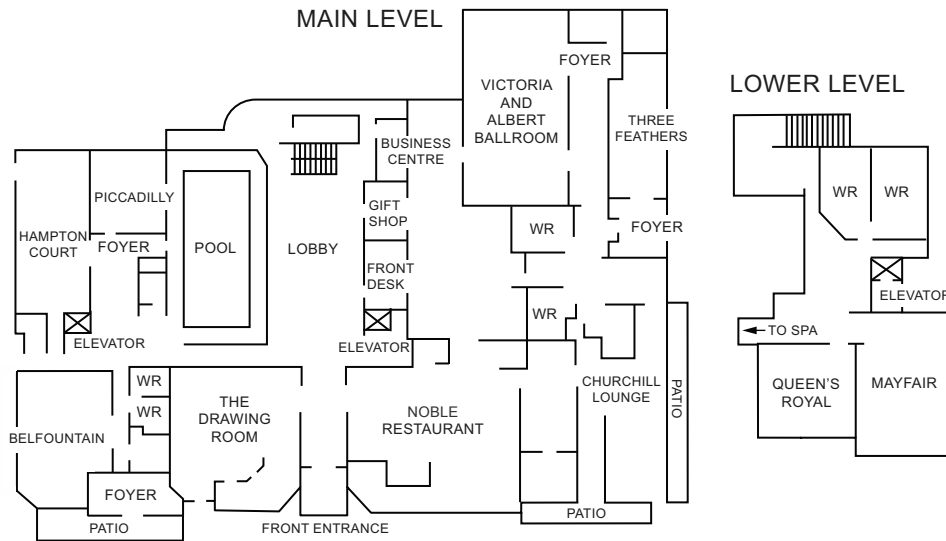 MAIN LEVEL
FOYER
VICTORIA
AND
ALBERT
BALLROOM
THREE
FEATHERS
BUSINESS
CENTRE
PICCADILLY
GIFT
SHOP
WR
FOYER
HAMPTON
COURT
FOYER
POOL
LOBBY
FRONT
DESK
WR
ELEVATOR
ELEVATOR
WR
WR
THE
DRAWING
ROOM
NOBLE
RESTAURANT
CHURCHILL
LOUNGE
PATIO
BELFOUNTAIN
FOYER
PATIO
FRONT ENTRANCE
PATIO
LOWER LEVEL
WR
WR
ELEVATOR
TO SPA
QUEEN'S
ROYAL
MAYFAIR